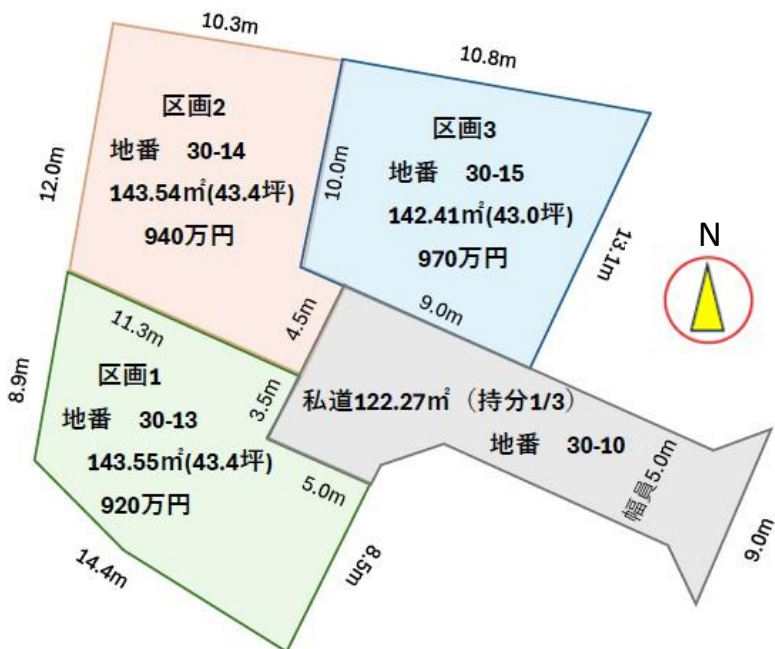 10.3m
10.8m
12.0m
区画2
地番 30-14
143.54㎡(43.4坪)
940万円
10.0m
区画3
地番 30-15
142.41㎡(43.0坪)
970万円
13.1m
N
11.3m
4.5m
9.0m
8.9m
区画1
地番 30-13
143.55㎡(43.4坪)
920万円
3.5m
5.0m
私道122.27㎡（持分1/3）
地番 30-10
幅員5.0m
9.0m
14.4m
8.5m